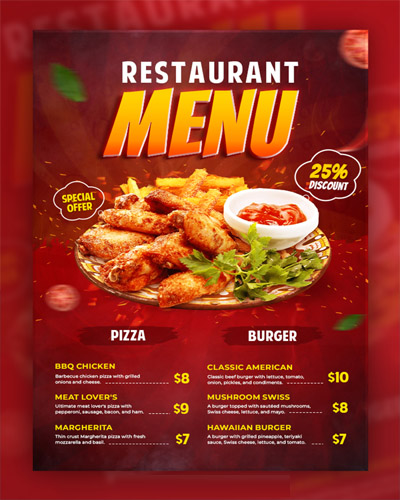 RESTAURANT
MENU
SPECIAL
OFFER
25%
DISCOUNT
PIZZA
BBQ CHICKEN
Barbecue chicken pizza with grilled
onions and cheese.
$8
MEAT LOVER'S
Ultimate meat lover's pizza with
pepperoni, sausage, bacon, and ham.
$9
MARGHERITA
Thin crust Margherita pizza with fresh
mozzarella and basil.
$7
BURGER
CLASSIC AMERICAN
Classic beef burger with lettuce, tomato,
onion, pickles, and condiments.
$10
MUSHROOM SWISS
A burger topped with sautéed mushrooms,
Swiss cheese, lettuce, and mayo.
$8
HAWAIIAN BURGER
A burger with grilled pineapple, teriyaki
sauce, Swiss cheese, lettuce, and tomato.
$7